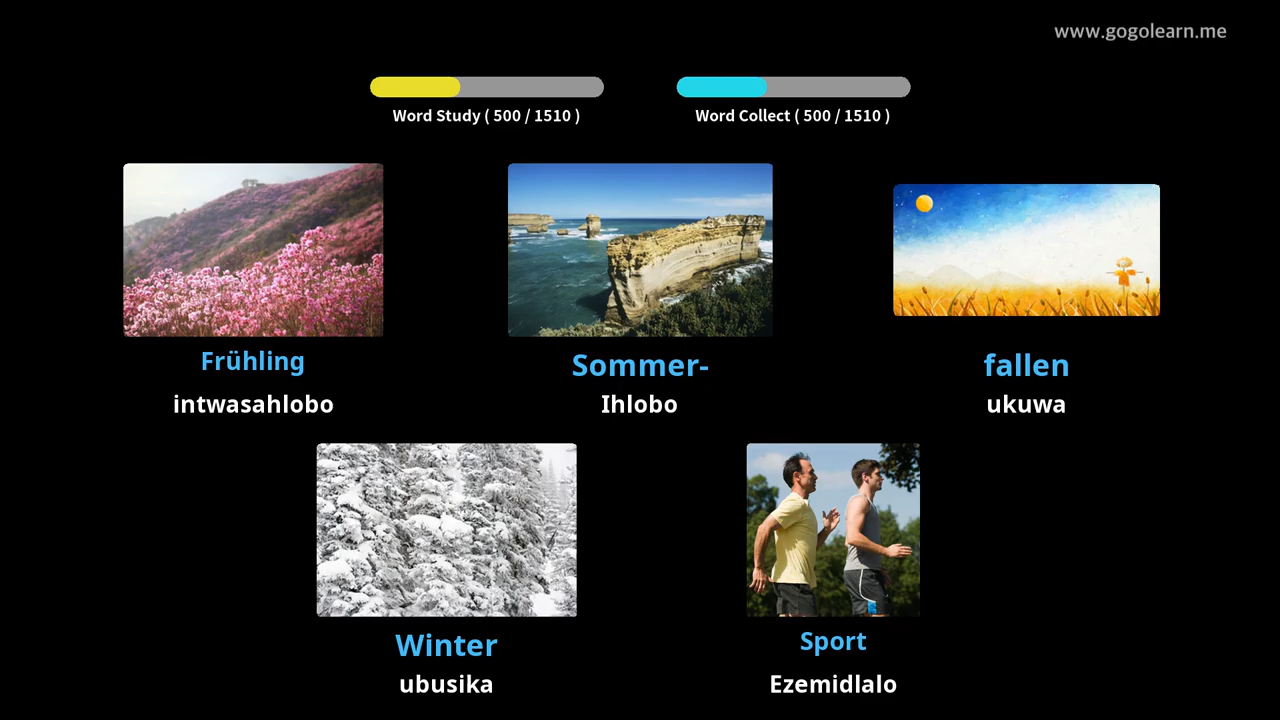 www.gogolearn.me
Word Study ( 500 / 1510 )
Word Collect ( 500 / 1510 )
Frühling
intwasahlobo
Sommer-
Ihlobo
fallen
ukuwa
Winter
ubusika
Sport
Ezemidlalo